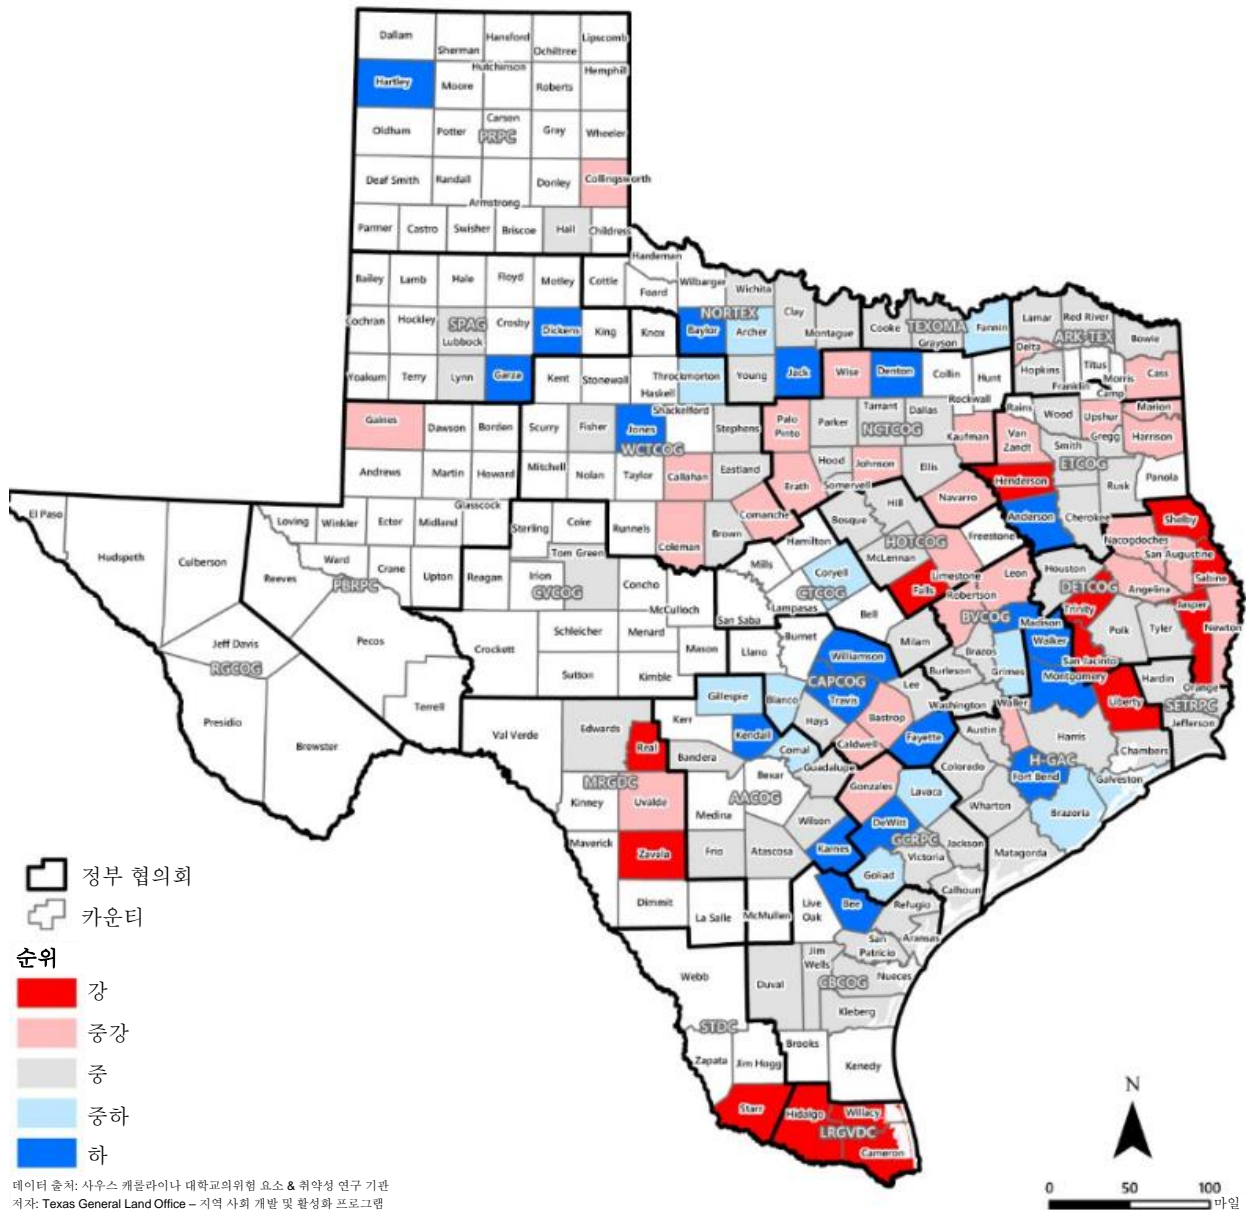 Dallam
Sherman
Hansford
Ochiltree
Lipscomb
Hartley
Moore
Hutchinson
Roberts
Hemphill
Oldham
Potter
Carson
PRPC
Gray
Wheeler
Deaf Smith
Randall
Armstrong
Donley
Collingsworth
Parmer
Castro
Swisher
Briscoe
Hall
Childress
Bailey
Lamb
Hale
Floyd
Motley
Cottle
Hardeman
Foard
Wilbarger
Wichita
Cochran
Hockley
SPAG
Lubbock
Crosby
Dickens
King
Knox
NORTEX
Baylor
Archer
Clay
Montague
Cooke
TEXOMA
Grayson
Fannin
Lamar
Red River
ARK-TEX
Bowie
Delta
Yoakum
Terry
Lynn
Garza
Kent
Stonewall
Haskell
Throckmorton
Young
Jack
Wise
Denton
Collin
Hunt
Hopkins
Franklin
Titus
Morris
Cass
Camp
Rockwall
Gaines
Dawson
Borden
Scurry
Fisher
Jones
Shackelford
WCTCOG
Stephens
Palo
Pinto
Parker
Tarrant
Dallas
NCTCOG
Kaufman
Rains
Van
Zandt
Wood
Upshur
Marion
Gregg
Harrison
Smith
ETCOG
Andrews
Martin
Howard
Mitchell
Nolan
Taylor
Callahan
Eastland
Erath
Hood
Somervell
Johnson
Ellis
Navarro
Henderson
Rusk
Panola
El Paso
Hudspeth
Culberson
Loving
Winkler
Ector
Midland
Glasscock
Sterling
Coke
Runnels
Coleman
Brown
Comanche
Hamilton
Bosque
Hill
HOTCOG
McLennan
Freestone
Anderson
Cherokee
Nacogdoches
Shelby
San Augustine
Sabine
Reeves
Ward
Crane
PBRPC
Upton
Reagan
Tom Green
Irion
CVCOG
Concho
McCulloch
Mills
San Saba
Lampasas
Coryell
CTCOG
Bell
Falls
Limestone
Robertson
Leon
Houston
DETCOG
Trinity
Angelina
Jasper
Newton
Jeff Davis
RGCOG
Pecos
Crockett
Schleicher
Menard
Mason
Llano
Burnet
Williamson
Milam
BVCOG
Brazos
Madison
Walker
Grimes
San Jacinto
Polk
Tyler
Presidio
Brewster
Terrell
Sutton
Kimble
Gillespie
Blanco
CAPCOG
Travis
Hays
Lee
Bastrop
Burleson
Washington
Montgomery
Liberty
Hardin
Orange
SETRPC
Jefferson
Waller
Val Verde
Edwards
Real
Kerr
Kendall
Comal
Caldwell
Fayette
Austin
Harris
Chambers
Bandera
Guadalupe
Colorado
H-GAC
Fort Bend
Galveston
MRGDC
Kinney
Uvalde
Medina
Bexar
AACOG
Wilson
Gonzales
Lavaca
Wharton
Brazoria
Maverick
Zavala
Frio
Atascosa
Karnes
DeWitt
GCRPC
Victoria
Jackson
Matagorda
Goliad
Calhoun
Dimmit
La Salle
McMullen
Live
Oak
Bee
Refugio
Aransas
San
Patricio
Webb
Duval
Jim
Wells
CBCOG
Nueces
Kleberg
STDC
Zapata
Jim Hogg
Brooks
Kenedy
Starr
Hidalgo
Willacy
LRGVDC
Cameron
정부 협의회
카운티
순위
강
중강
중
중하
하
데이터 출처: 사우스 캐롤라이나 대학교의위험 요소 & 취약성 연구 기관
저자: Texas General Land Office – 지역 사회 개발 및 활성화 프로그램
N
0 50 100
마일